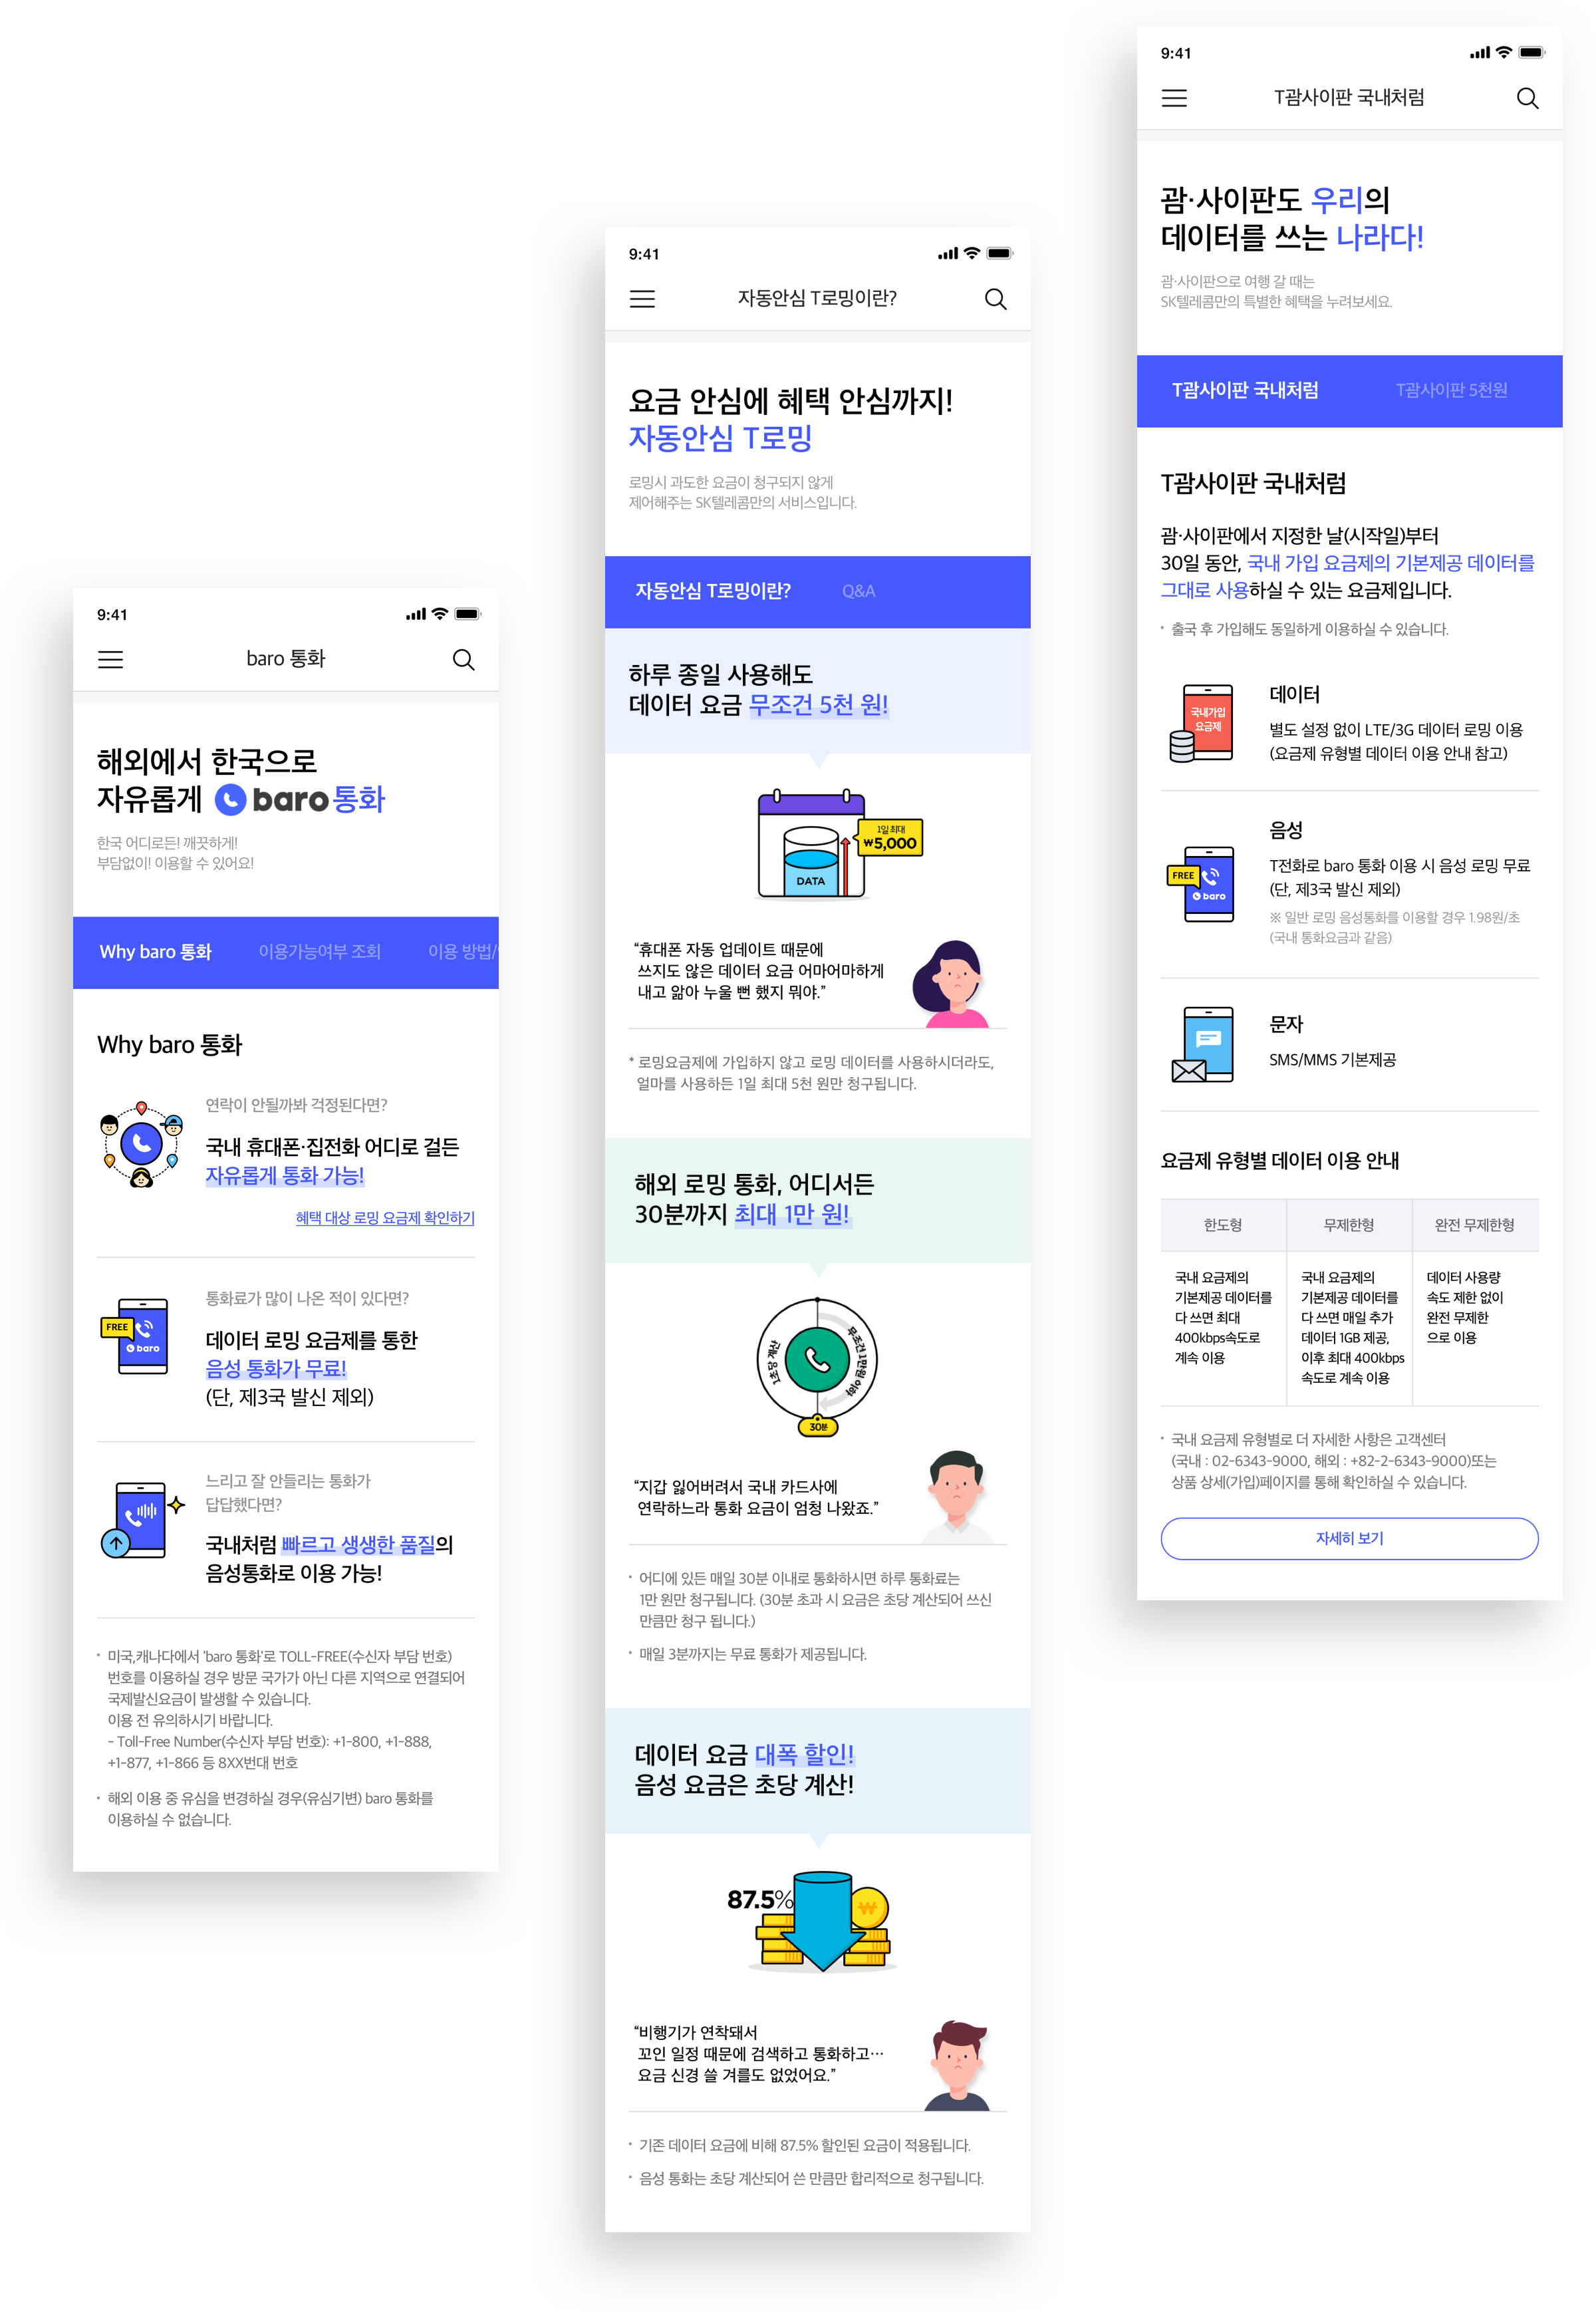 9:41
baro 통화
해외에서 한국으로
자유롭게 baro 통화
한국 어디로든! 깨끗하게!
부담없이! 이용할 수 있어요!
Why baro 통화
이용가능여부 조회
이용 방법/
Why baro 통화
연락이 안될까봐 걱정된다면?
국내 휴대폰·집전화 어디로 걸든
자유롭게 통화 가능!
혜택 대상 로밍 요금제 확인하기
FREE
baro
통화료가 많이 나온 적이 있다면?
데이터 로밍 요금제를 통한
음성 통화가 무료!
(단, 제3국 발신 제외)
느리고 잘 안들리는 통화가
답답했다면?
국내처럼 빠르고 생생한 품질의
음성통화로 이용 가능!
• 미국,캐나다에서 'baro 통화'로 TOLL-FREE(수신자 부담 번호)
번호를 이용하실 경우 방문 국가가 아닌 다른 지역으로 연결되어
국제발신요금이 발생할 수 있습니다.
이용 전 유의하시기 바랍니다.
- Toll-Free Number(수신자 부담 번호): +1-800, +1-888,
+1-877, +1-866 등 8XX번대 번호
• 해외 이용 중 유심을 변경하실 경우(유심기변) baro 통화를
이용하실 수 없습니다.
9:41
자동안심 T로밍이란?
요금 안심에 혜택 안심까지!
자동안심 T로밍
로밍시 과도한 요금이 청구되지 않게
제어해주는 SK텔레콤만의 서비스입니다.
자동안심 T로밍이란?
Q&A
하루 종일 사용해도
데이터 요금 무조건 5천 원!
1일 최대
₩5,000
DATA
“휴대폰 자동 업데이트 때문에
쓰지도 않은 데이터 요금 어마어마하게
내고 앓아 누울 뻔 했지 뭐야.”
* 로밍요금제에 가입하지 않고 로밍 데이터를 사용하시더라도,
얼마를 사용하든 1일 최대 5천 원만 청구됩니다.
해외 로밍 통화, 어디서든
30분까지 최대 1만 원!
1초당 계산
무조건 1만원 이하
30분
“지갑 잃어버려서 국내 카드사에
연락하느라 통화 요금이 엄청 나왔죠.”
• 어디에 있든 매일 30분 이내로 통화하시면 하루 통화료는
1만 원만 청구됩니다. (30분 초과 시 요금은 초당 계산되어 쓰신
만큼만 청구 됩니다.)
• 매일 3분까지는 무료 통화가 제공됩니다.
데이터 요금 대폭 할인!
음성 요금은 초당 계산!
87.5%
₩
“비행기가 연착돼서
꼬인 일정 때문에 검색하고 통화하고…
요금 신경 쓸 겨를도 없었어요.”
• 기존 데이터 요금에 비해 87.5% 할인된 요금이 적용됩니다.
• 음성 통화는 초당 계산되어 쓴 만큼만 합리적으로 청구됩니다.
9:41
T괌사이판 국내처럼
괌·사이판도 우리의
데이터를 쓰는 나라다!
괌·사이판으로 여행 갈 때는
SK텔레콤만의 특별한 혜택을 누려보세요.
T괌사이판 국내처럼
T괌사이판 5천원
T괌사이판 국내처럼
괌·사이판에서 지정한 날(시작일)부터
30일 동안, 국내 가입 요금제의 기본제공 데이터를
그대로 사용하실 수 있는 요금제입니다.
• 출국 후 가입해도 동일하게 이용하실 수 있습니다.
국내가입
요금제
데이터
별도 설정 없이 LTE/3G 데이터 로밍 이용
(요금제 유형별 데이터 이용 안내 참고)
FREE
baro
음성
T전화로 baro 통화 이용 시 음성 로밍 무료
(단, 제3국 발신 제외)
※ 일반 로밍 음성통화를 이용할 경우 1.98원/초
(국내 통화요금과 같음)
문자
SMS/MMS 기본제공
요금제 유형별 데이터 이용 안내
한도형
무제한형
완전 무제한형
국내 요금제의
기본제공 데이터를
다 쓰면 최대
400kbps속도로
계속 이용
국내 요금제의
기본제공 데이터를
다 쓰면 매일 추가
데이터 1GB 제공,
이후 최대 400kbps
속도로 계속 이용
데이터 사용량
속도 제한 없이
완전 무제한
으로 이용
• 국내 요금제 유형별로 더 자세한 사항은 고객센터
(국내 : 02-6343-9000, 해외 : +82-2-6343-9000)또는
상품 상세(가입)페이지를 통해 확인하실 수 있습니다.
자세히 보기